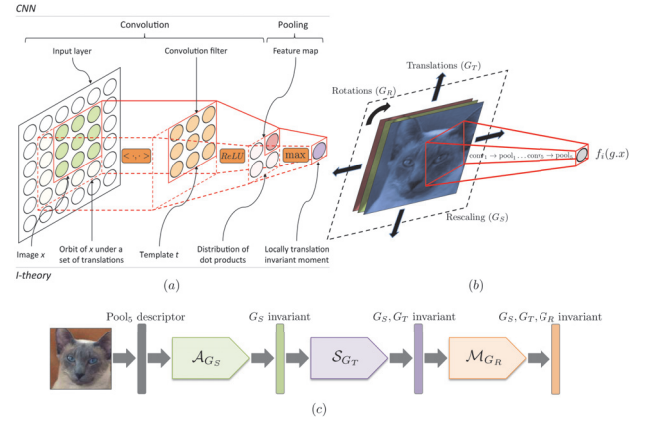 CNN
Convolution
Pooling
Input layer
Convolution filter
Feature map
< ·, · >
ReLU
max
Image x
Orbit of x under a
set of translations
Template t
Distribution of
dot products
Locally translation
invariant moment
I-theory
(a)
Translations (G_T)
Rotations (G_R)
conv₁ → pool₁ … conv₅ → pool₅
f_i(g.x)
Rescaling (G_S)
(b)
Pool₅ descriptor
G_S invariant
G_S, G_T invariant
G_S, G_T, G_R invariant
A_{G_S}
S_{G_T}
M_{G_R}
(c)